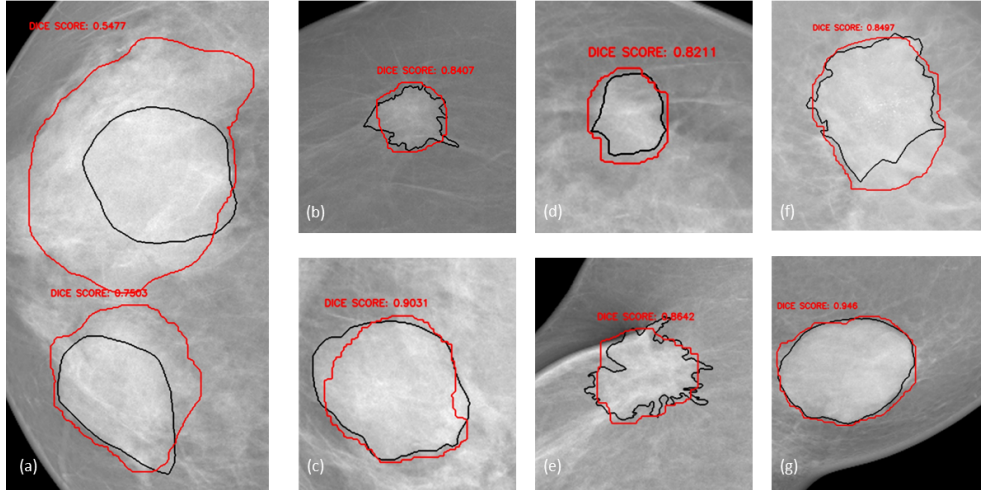 DICE SCORE: 0.5477
DICE SCORE: 0.7503
(a)
DICE SCORE: 0.8407
(b)
DICE SCORE: 0.8211
(d)
DICE SCORE: 0.8497
(f)
DICE SCORE: 0.9031
(c)
DICE SCORE: 0.8642
(e)
DICE SCORE: 0.946
(g)